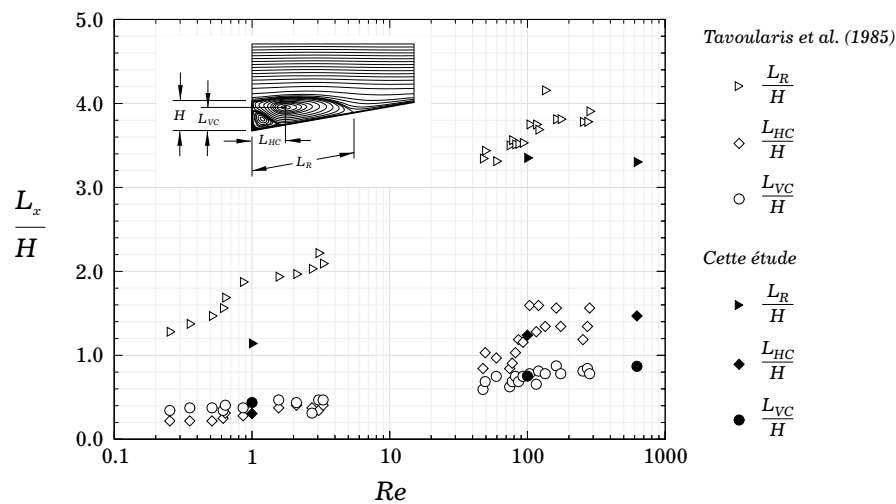 5.0
4.0
3.0
2.0
1.0
0.0
0.1
1
10
100
1000
L_x
H
Re
H
L_VC
L_HC
L_R
Tavoularis et al. (1985)
L_R
H
L_HC
H
L_VC
H
Cette étude
L_R
H
L_HC
H
L_VC
H